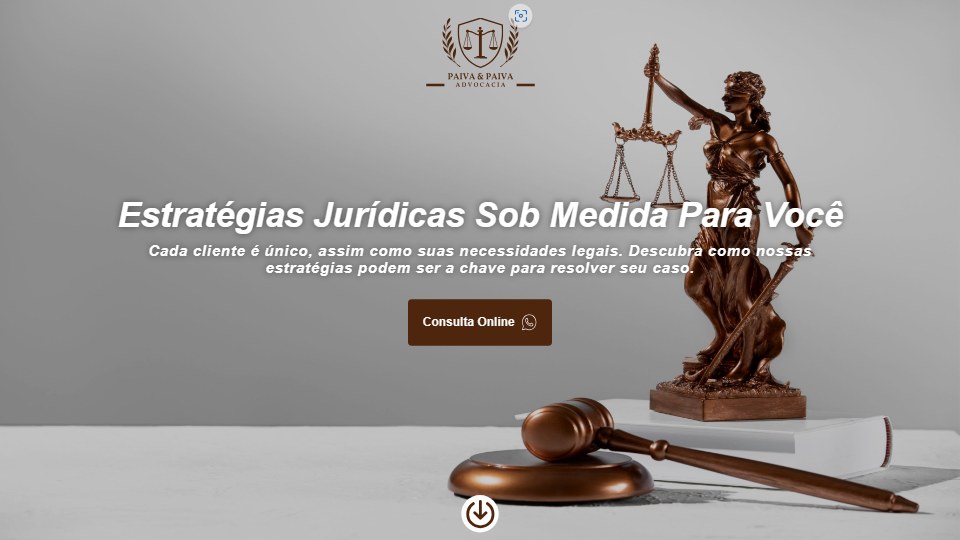 PAIVA & PAIVA
ADVOCACIA
Estratégias Jurídicas Sob Medida Para Você
Cada cliente é único, assim como suas necessidades legais. Descubra como nossas
estratégias podem ser a chave para resolver seu caso.
Consulta Online